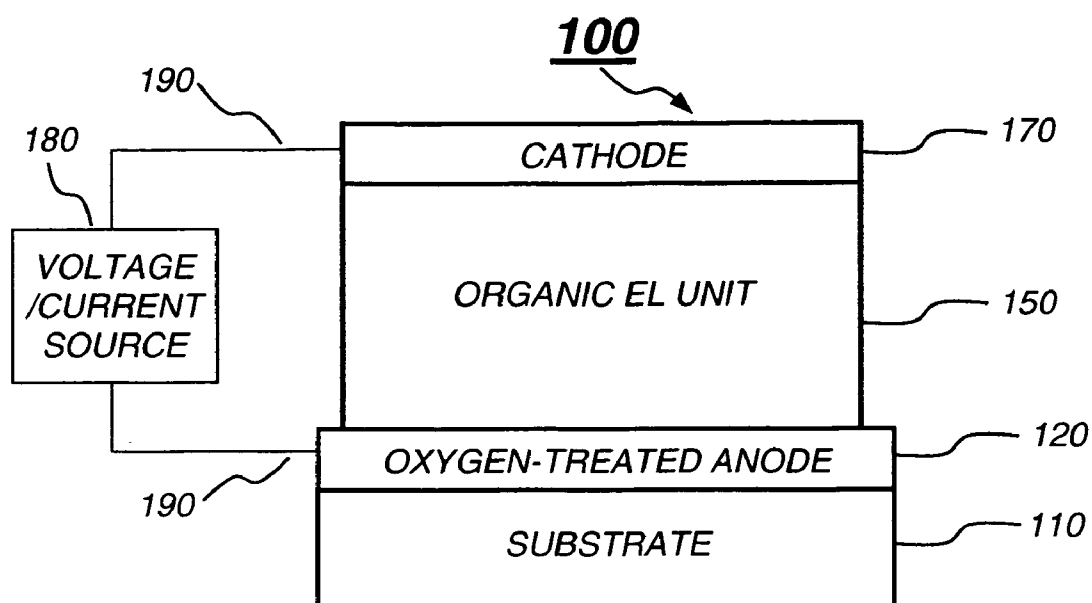 100
190
180
CATHODE
170
VOLTAGE
/CURRENT
SOURCE
ORGANIC EL UNIT
150
OXYGEN-TREATED ANODE
120
190
SUBSTRATE
110